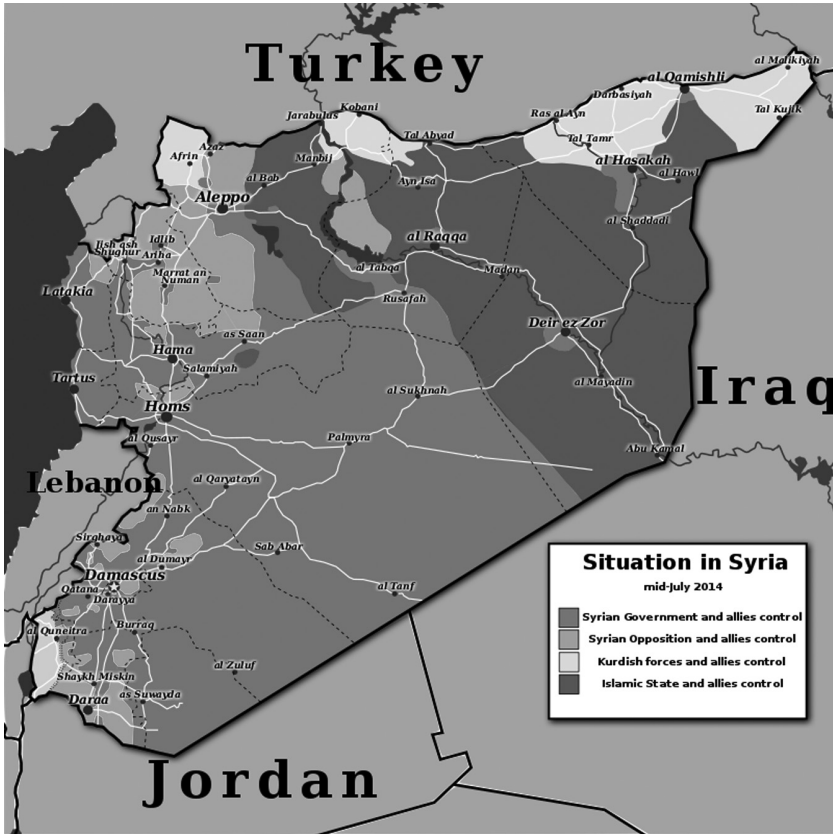 Turkey
al Malikiyah
al Qamishli
Darbasiyah
Kobani
Jarabulus
Ras al Ayn
Tal Kujik
Tal Abyad
Tal Tamr
Azaz
Afrin
Manbij
al Hasakah
al Hawl
al Bab
Ayn Isa
Aleppo
al Shaddadi
Idlib
Jish ash
Shughur
Ariha
al Raqqa
Marrat an
Numan
al Tabqa
Madan
Latakia
Rusafah
Deir ez Zor
as Saan
Hama
Salamiyah
Tartus
al Sukhnah
al Mayadin
Iraq
Homs
al Qusayr
Palmyra
Abu Kamal
Lebanon
al Qaryatayn
an Nabk
Sirghaya
Sab Abar
al Dumayr
Damascus
Qatana
Darayya
al Tanf
al Quneitra
Burraq
al Zuluf
Shaykh Miskin
as Suwayda
Daraa
Jordan
Situation in Syria
mid-July 2014
Syrian Government and allies control
Syrian Opposition and allies control
Kurdish forces and allies control
Islamic State and allies control